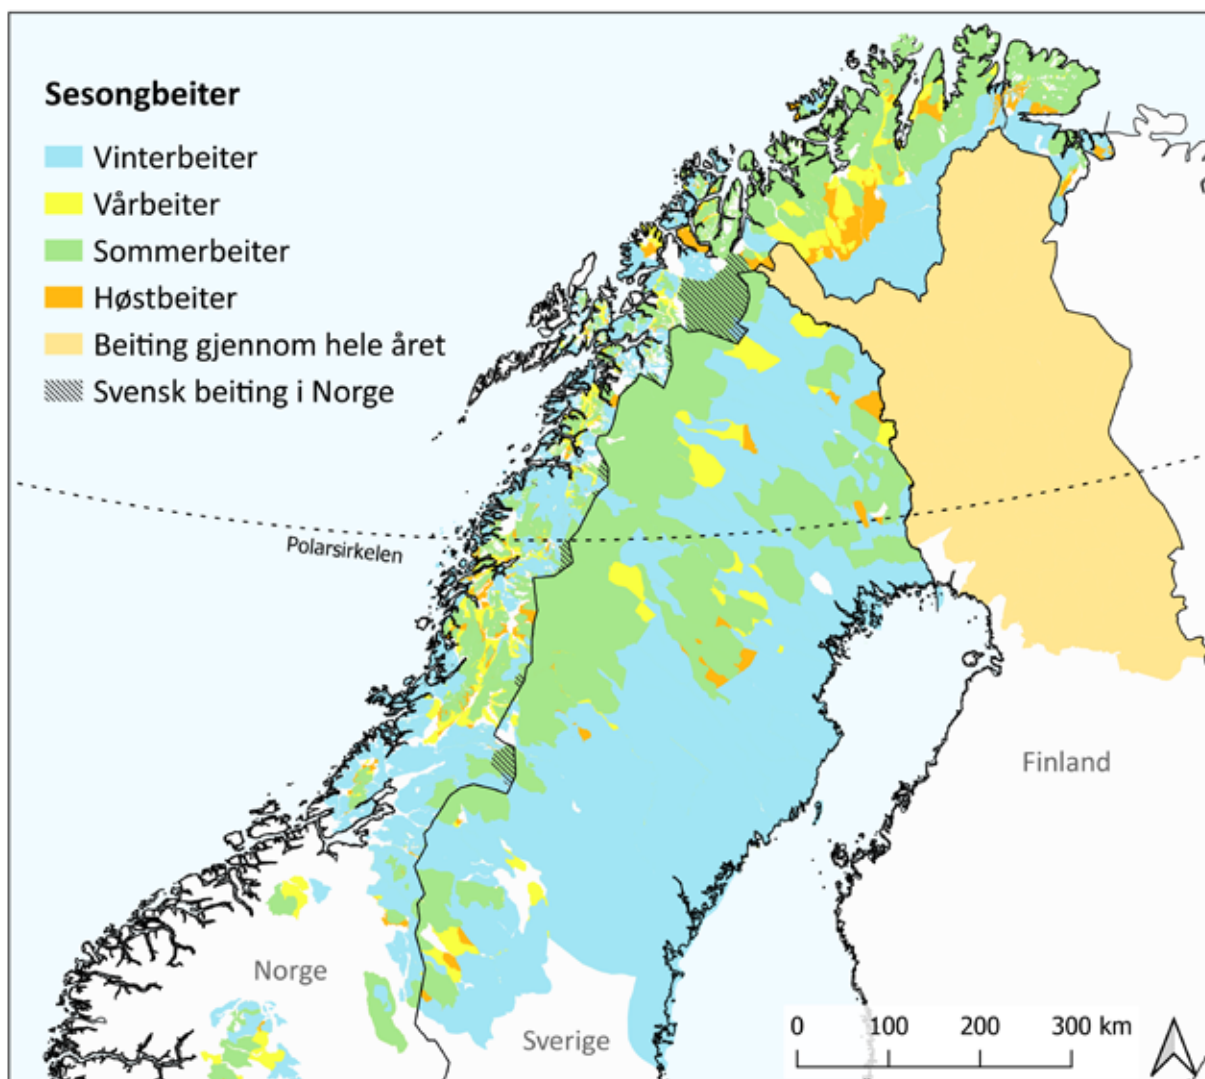 Sesongbeiter
Vinterbeiter
Vårbeiter
Sommerbeiter
Høstbeiter
Beiting gjennom hele året
Svensk beiting i Norge
Polarsirkelen
Finland
Norge
Sverige
0 100 200 300 km